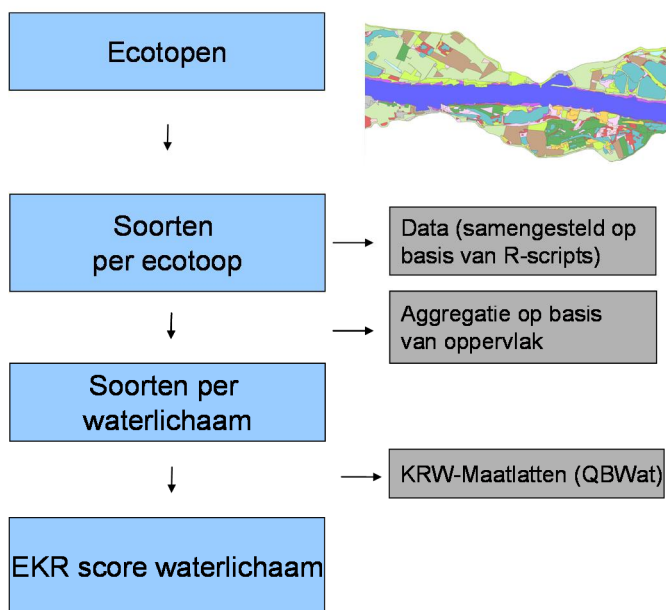 Ecotopen
Soorten
per ecotoop
Data (samengesteld op
basis van R-scripts)
Aggregatie op basis
van oppervlak
Soorten per
waterlichaam
KRW-Maatlatten (QBWat)
EKR score waterlichaam